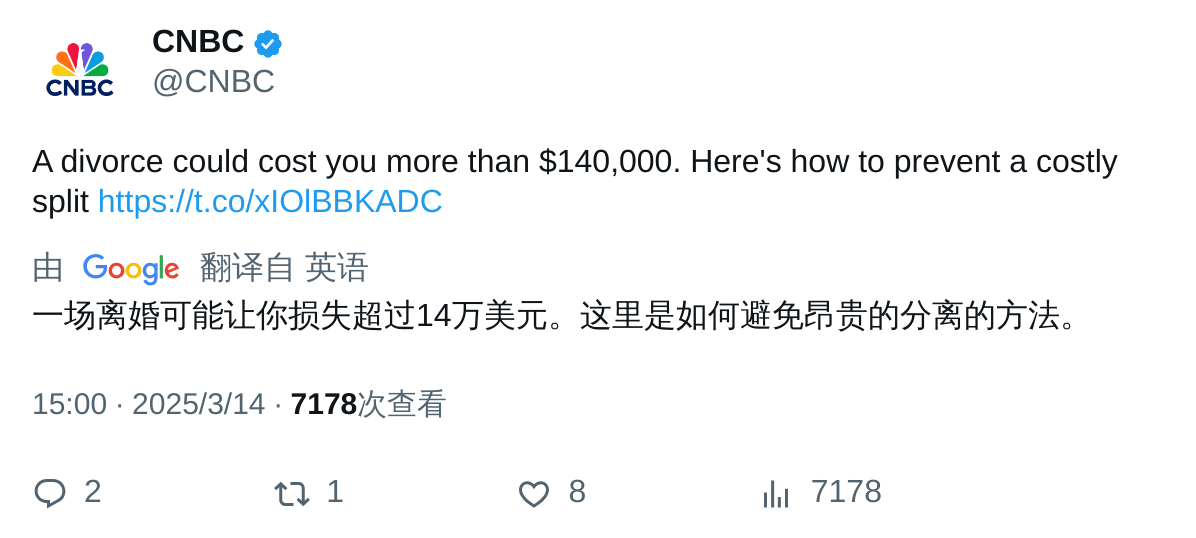 CNBC
CNBC
@CNBC
A divorce could cost you more than $140,000. Here's how to prevent a costly
split https://t.co/xIOlBBKADC
由 Google 翻译自 英语
一场离婚可能让你损失超过14万美元。这里是如何避免昂贵的分离的方法。
15:00 · 2025/3/14 · 7178次查看
2 1 8 7178